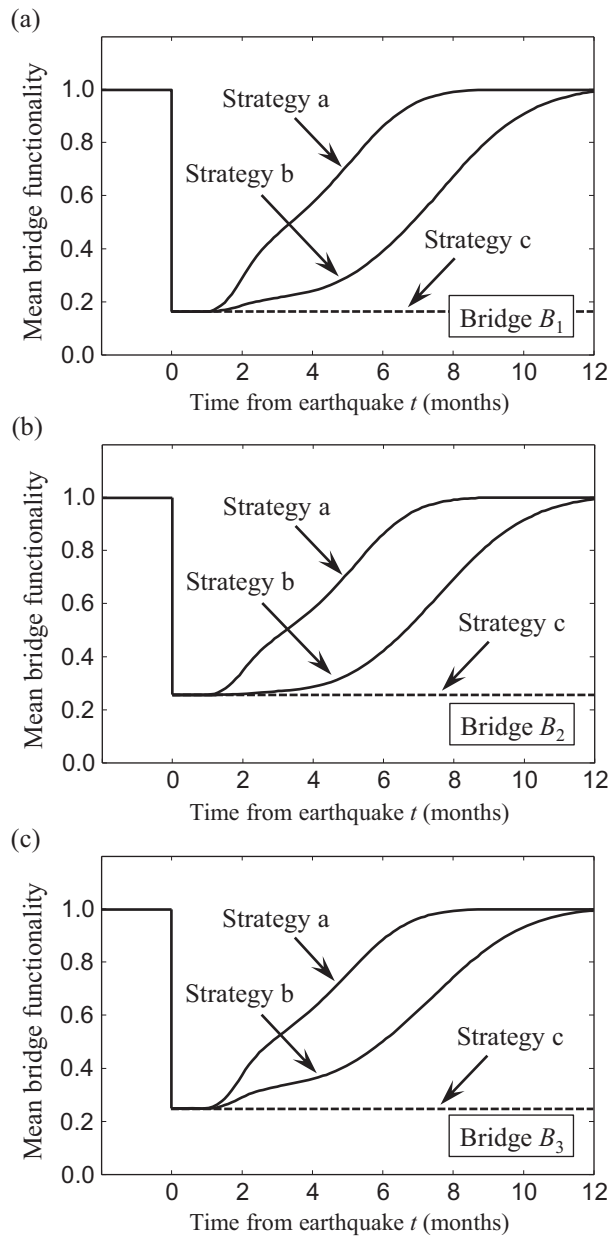 (a)
Mean bridge functionality
1.0
0.8
0.6
0.4
0.2
0.0
Strategy a
Strategy b
Strategy c
Bridge B1
0 2 4 6 8 10 12
Time from earthquake t (months)
(b)
Mean bridge functionality
1.0
0.8
0.6
0.4
0.2
0.0
Strategy a
Strategy b
Strategy c
Bridge B2
0 2 4 6 8 10 12
Time from earthquake t (months)
(c)
Mean bridge functionality
1.0
0.8
0.6
0.4
0.2
0.0
Strategy a
Strategy b
Strategy c
Bridge B3
0 2 4 6 8 10 12
Time from earthquake t (months)